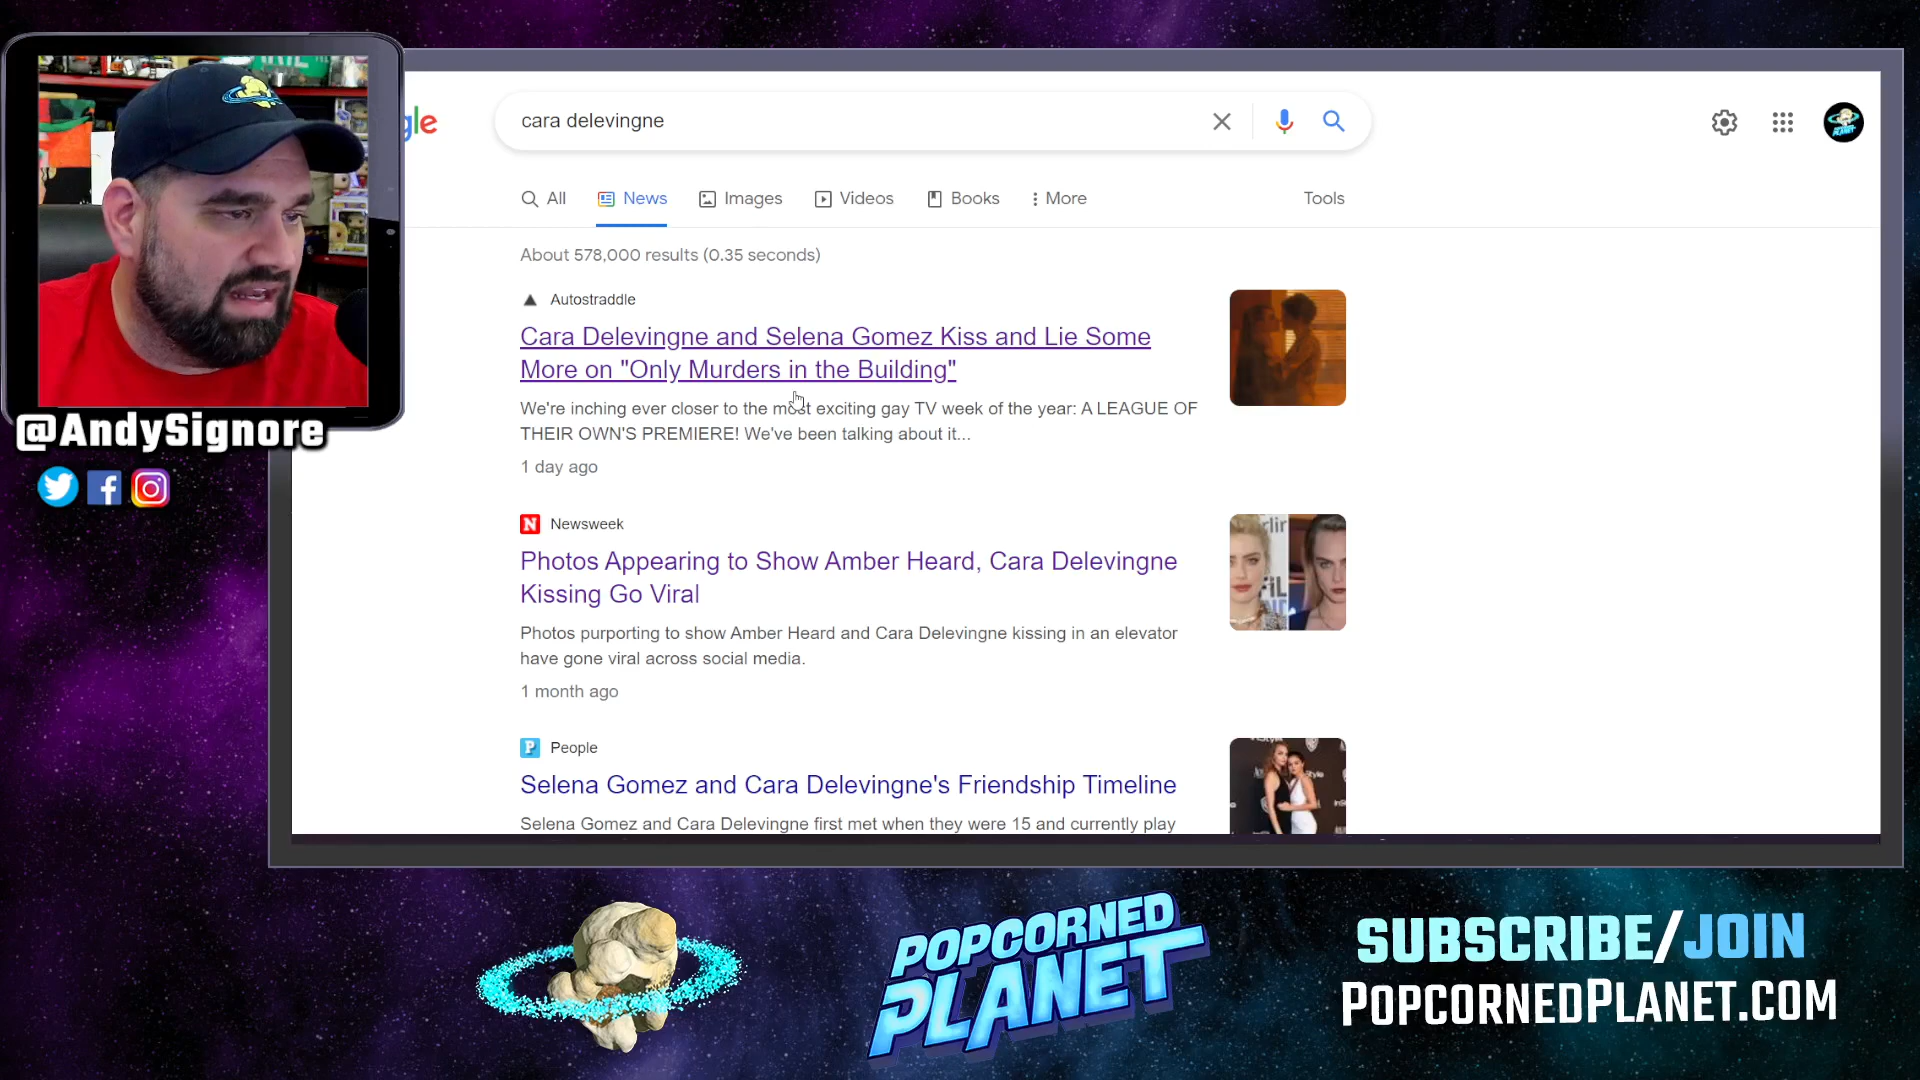 gle
cara delevingne
All
News
Images
Videos
Books
More
Tools
About 578,000 results (0.35 seconds)
Autostraddle
Cara Delevingne and Selena Gomez Kiss and Lie Some
More on "Only Murders in the Building"
We're inching ever closer to the most exciting gay TV week of the year: A LEAGUE OF
THEIR OWN'S PREMIERE! We've been talking about it...
1 day ago
N Newsweek
Photos Appearing to Show Amber Heard, Cara Delevingne
Kissing Go Viral
Photos purporting to show Amber Heard and Cara Delevingne kissing in an elevator
have gone viral across social media.
1 month ago
P People
Selena Gomez and Cara Delevingne's Friendship Timeline
Selena Gomez and Cara Delevingne first met when they were 15 and currently play
@AndySignore
POPCORNED
PLANET
SUBSCRIBE/JOIN
POPCORNEDPLANET.COM